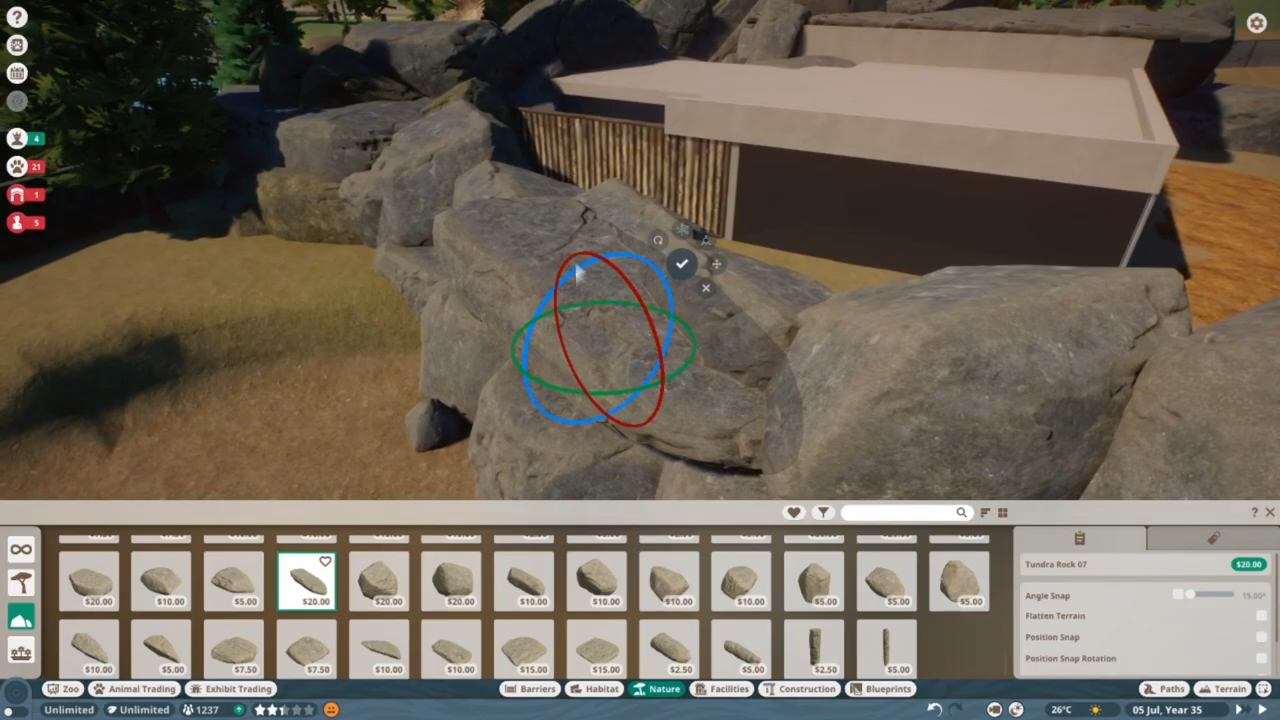 ?
4
21
1
5
? ×
$20.00 $10.00 $5.00 $20.00 $20.00 $20.00 $10.00 $10.00 $10.00 $10.00 $5.00 $5.00 $5.00
$10.00 $5.00 $7.50 $7.50 $10.00 $10.00 $15.00 $15.00 $2.50 $5.00 $2.50 $5.00
Tundra Rock 07 $20.00
Angle Snap 15.00°
Flatten Terrain
Position Snap
Position Snap Rotation
Zoo Animal Trading Exhibit Trading Barriers Habitat Nature Facilities Construction Blueprints Paths Terrain
Unlimited Unlimited 1237 26°C 05 Jul, Year 35